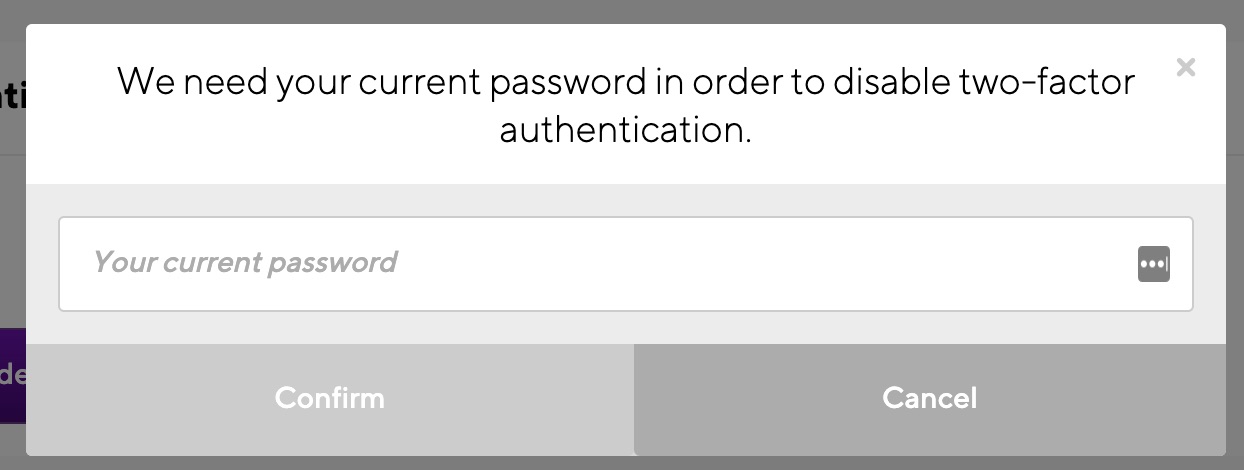 We need your current password in order to disable two-factor
authentication.
Your current password
Confirm
Cancel